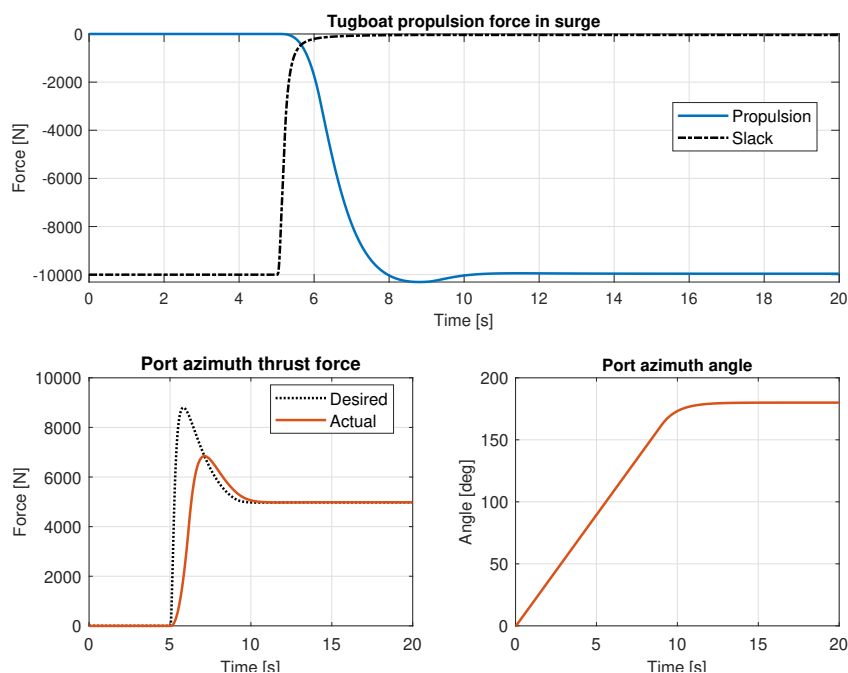 Tugboat propulsion force in surge
Force [N]
0
-2000
-4000
-6000
-8000
-10000
Propulsion
Slack
0 2 4 6 8 10 12 14 16 18 20
Time [s]
Port azimuth thrust force
Force [N]
10000
8000
6000
4000
2000
0
Desired
Actual
0 5 10 15 20
Time [s]
Port azimuth angle
Angle [deg]
200
150
100
50
0
0 5 10 15 20
Time [s]